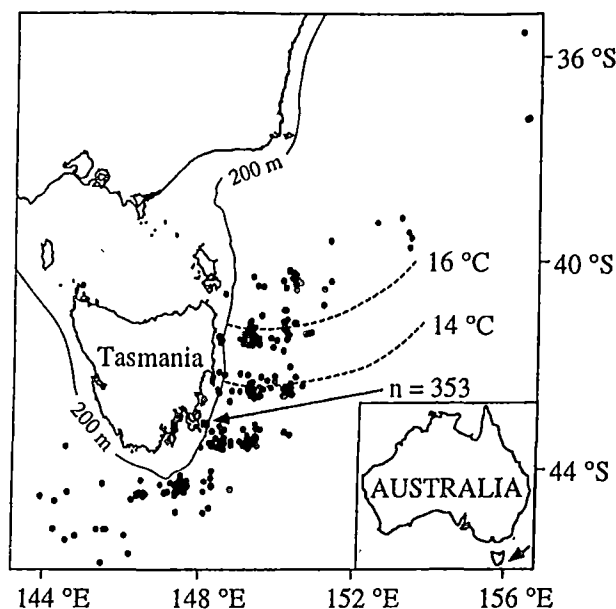 36 °S
200 m
40 °S
16 °C
14 °C
Tasmania
n = 353
200 m
44 °S
AUSTRALIA
144 °E
148 °E
152 °E
156 °E